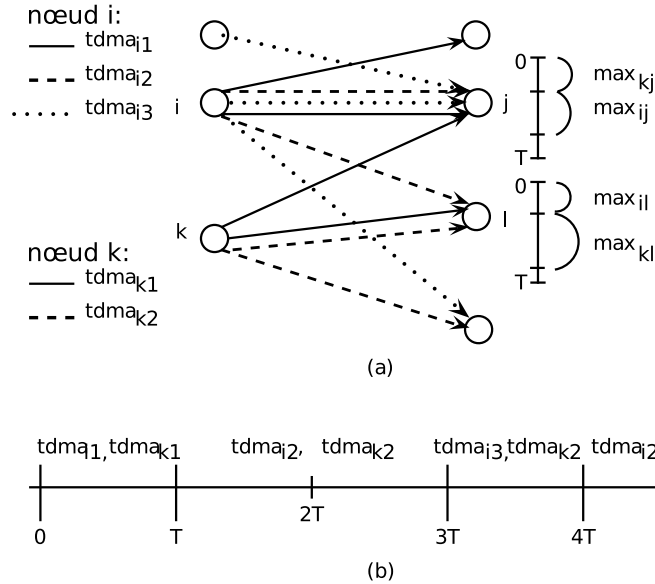 nœud i:
tdma_i1
tdma_i2
tdma_i3
i
j
k
l
0
T
max_kj
max_ij
0
T
max_il
max_kl
nœud k:
tdma_k1
tdma_k2
(a)
tdma_i1, tdma_k1
tdma_i2, tdma_k2
tdma_i3, tdma_k2
tdma_i2
0
T
2T
3T
4T
(b)